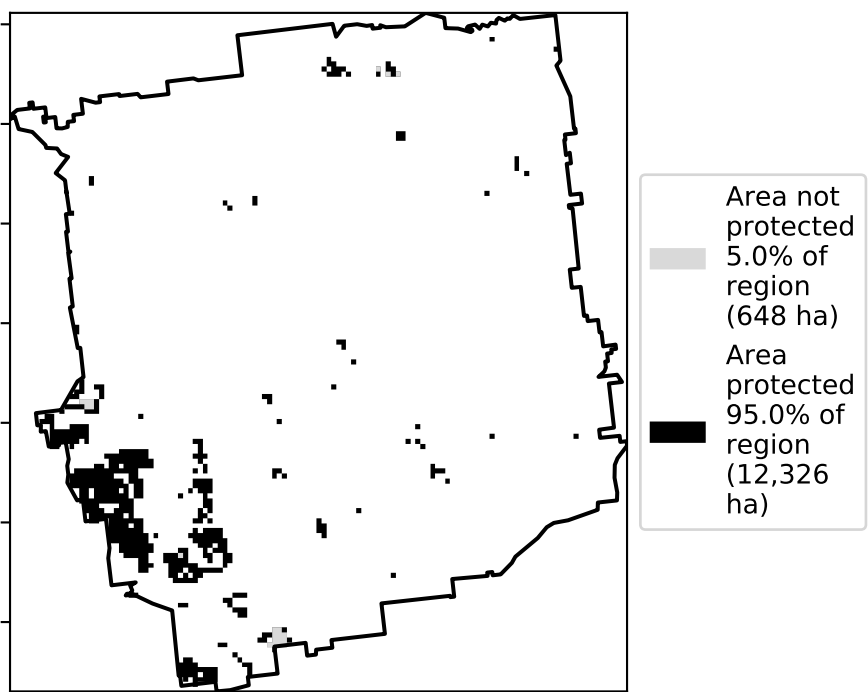 Area not
protected
5.0% of
region
(648 ha)
Area
protected
95.0% of
region
(12,326
ha)